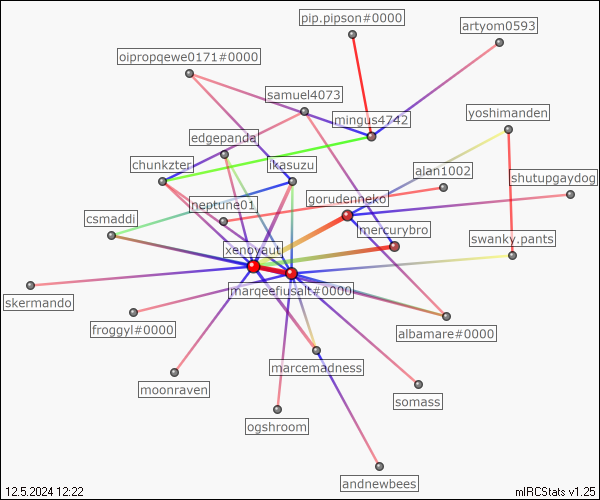 pip.pipson#0000
artyom0593
oipropqewe0171#0000
samuel4073
mingus4742
yoshimanden
edgepanda
chunkzter
ikasuzu
alan1002
shutupgaydog
gorudenneko
neptune01
csmaddi
mercurybro
swanky.pants
xenoyaut
marqeefiusalt#0000
skermando
froggyl#0000
albamare#0000
marcemadness
moonraven
somass
ogshroom
andnewbees
12.5.2024 12:22
mIRCStats v1.25